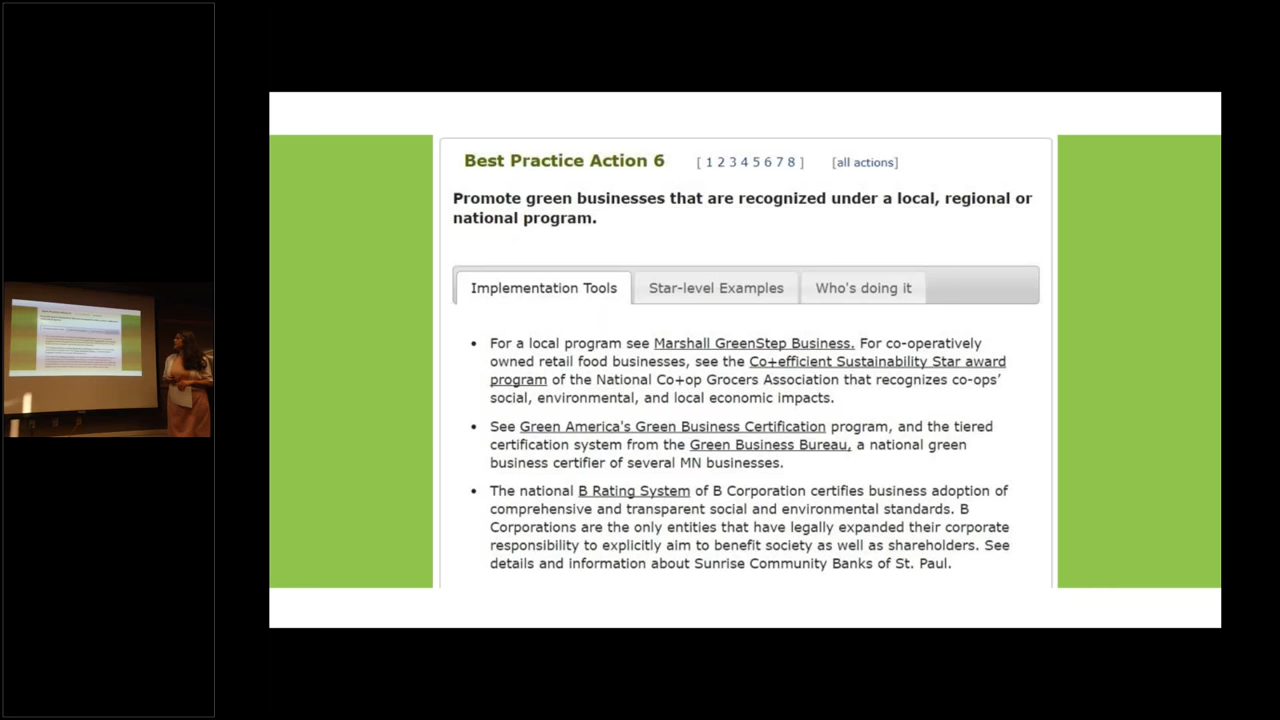 Best Practice Action 6 [ 1 2 3 4 5 6 7 8 ] [all actions]
Promote green businesses that are recognized under a local, regional or
national program.
Implementation Tools Star-level Examples Who's doing it
• For a local program see Marshall GreenStep Business. For co-operatively
owned retail food businesses, see the Co+efficient Sustainability Star award
program of the National Co+op Grocers Association that recognizes co-ops’
social, environmental, and local economic impacts.
• See Green America's Green Business Certification program, and the tiered
certification system from the Green Business Bureau, a national green
business certifier of several MN businesses.
• The national B Rating System of B Corporation certifies business adoption of
comprehensive and transparent social and environmental standards. B
Corporations are the only entities that have legally expanded their corporate
responsibility to explicitly aim to benefit society as well as shareholders. See
details and information about Sunrise Community Banks of St. Paul.